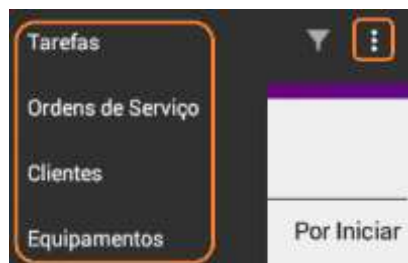 Tarefas
Ordens de Serviço
Clientes
Equipamentos
Por Iniciar